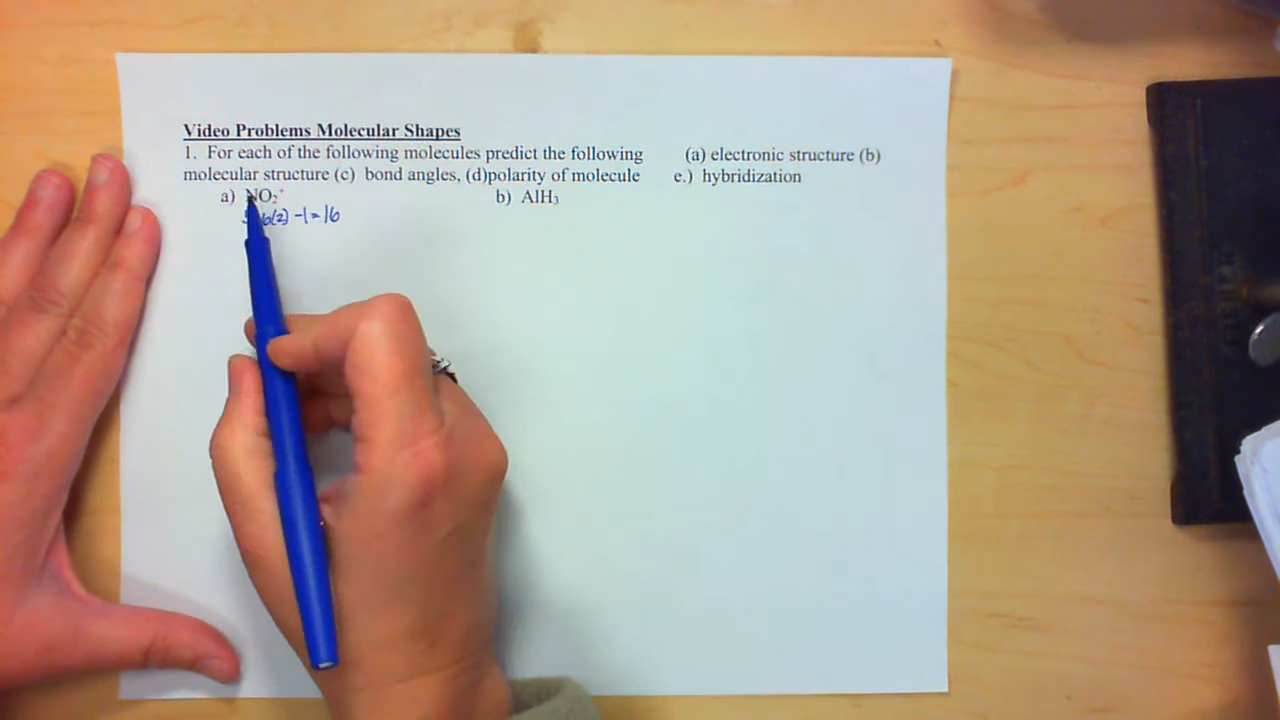 Video Problems Molecular Shapes
1. For each of the following molecules predict the following (a) electronic structure (b)
molecular structure (c) bond angles, (d)polarity of molecule e.) hybridization
a) NO₂⁺ b) AlH₃
6(2) -1 = 16